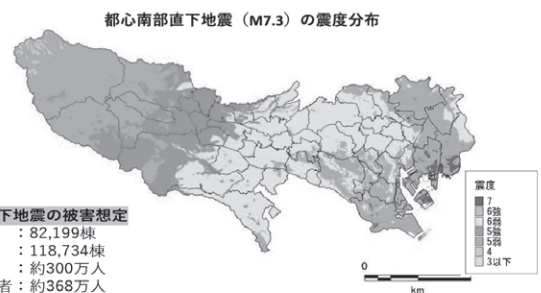 都心南部直下地震（M7.3）の震度分布
下地震の被害想定
：82,199棟
：118,734棟
：約300万人
者：約368万人
震度
7
6強
6弱
5強
5弱
4
3以下
0
km